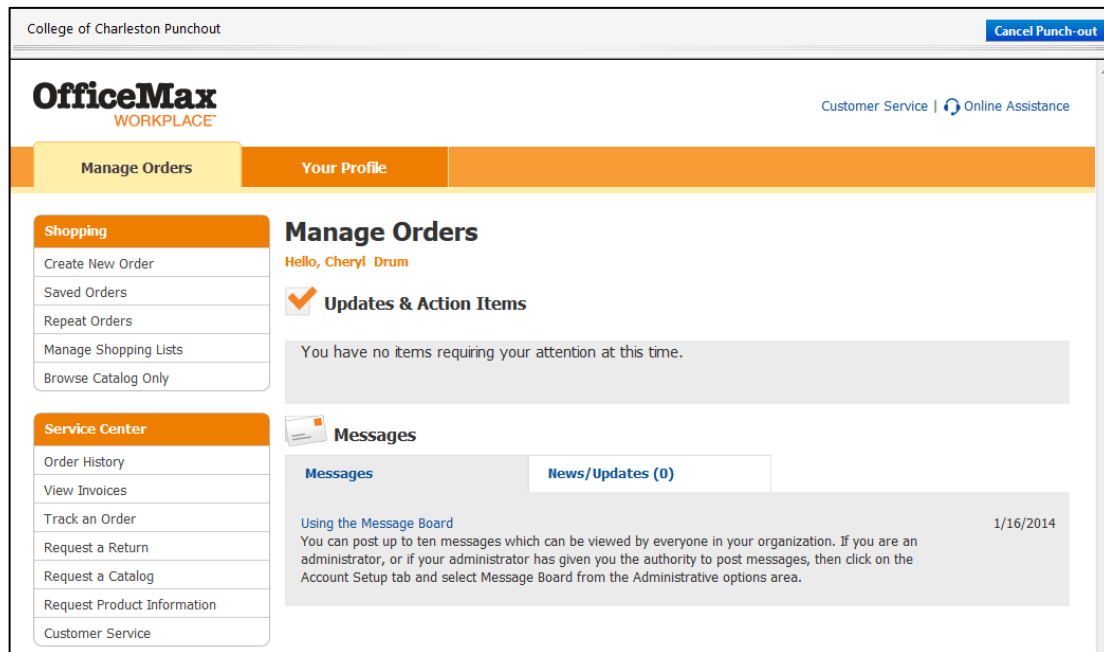 College of Charleston Punchout
Cancel Punch-out
OfficeMax
WORKPLACE
Customer Service | Online Assistance
Manage Orders
Your Profile
Shopping
Create New Order
Saved Orders
Repeat Orders
Manage Shopping Lists
Browse Catalog Only
Service Center
Order History
View Invoices
Track an Order
Request a Return
Request a Catalog
Request Product Information
Customer Service
Manage Orders
Hello, Cheryl Drum
Updates & Action Items
You have no items requiring your attention at this time.
Messages
Messages
News/Updates (0)
Using the Message Board
1/16/2014
You can post up to ten messages which can be viewed by everyone in your organization. If you are an
administrator, or if your administrator has given you the authority to post messages, then click on the
Account Setup tab and select Message Board from the Administrative options area.